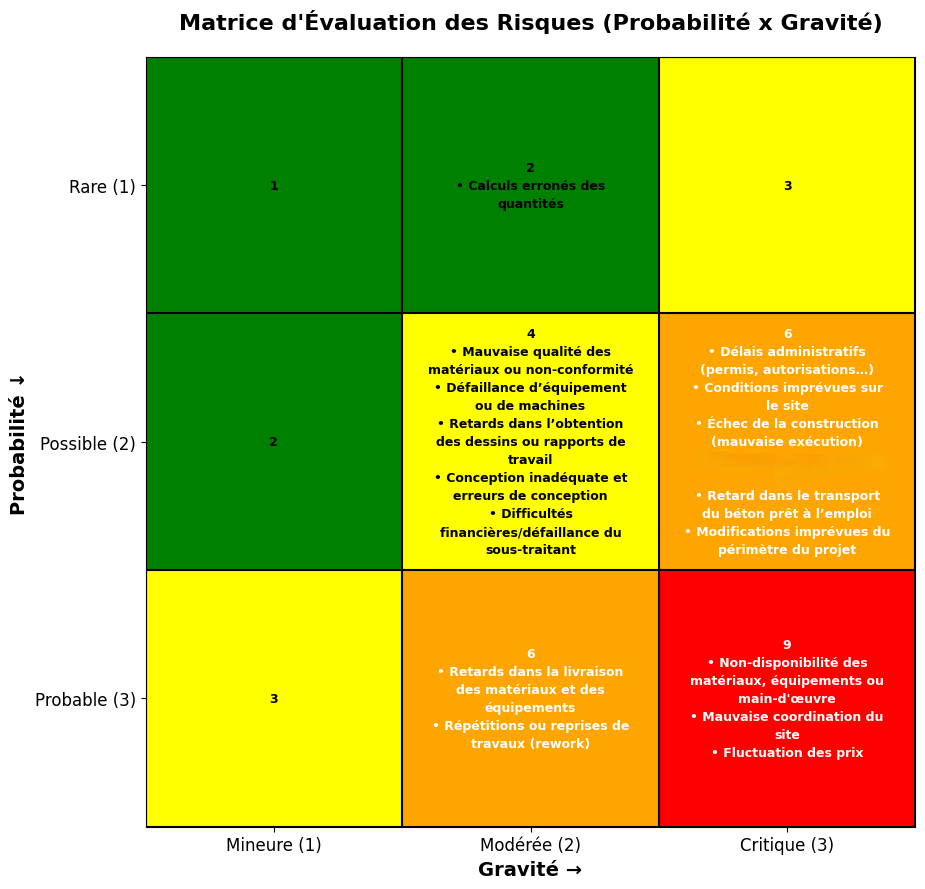 Matrice d'Évaluation des Risques (Probabilité x Gravité)
Rare (1)
1
2
• Calculs erronés des
quantités
3
Possible (2)
2
4
• Mauvaise qualité des
matériaux ou non-conformité
• Défaillance d’équipement
ou de machines
• Retards dans l’obtention
des dessins ou rapports de
travail
• Conception inadéquate et
erreurs de conception
• Difficultés
financières/défaillance du
sous-traitant
6
• Délais administratifs
(permis, autorisations…)
• Conditions imprévues sur
le site
• Échec de la construction
(mauvaise exécution)
• Retard dans le transport
du béton prêt à l’emploi
• Modifications imprévues du
périmètre du projet
Probable (3)
3
6
• Retards dans la livraison
des matériaux et des
équipements
• Répétitions ou reprises de
travaux (rework)
9
• Non-disponibilité des
matériaux, équipements ou
main-d'œuvre
• Mauvaise coordination du
site
• Fluctuation des prix
Probabilité ↓
Mineure (1)
Modérée (2)
Critique (3)
Gravité →